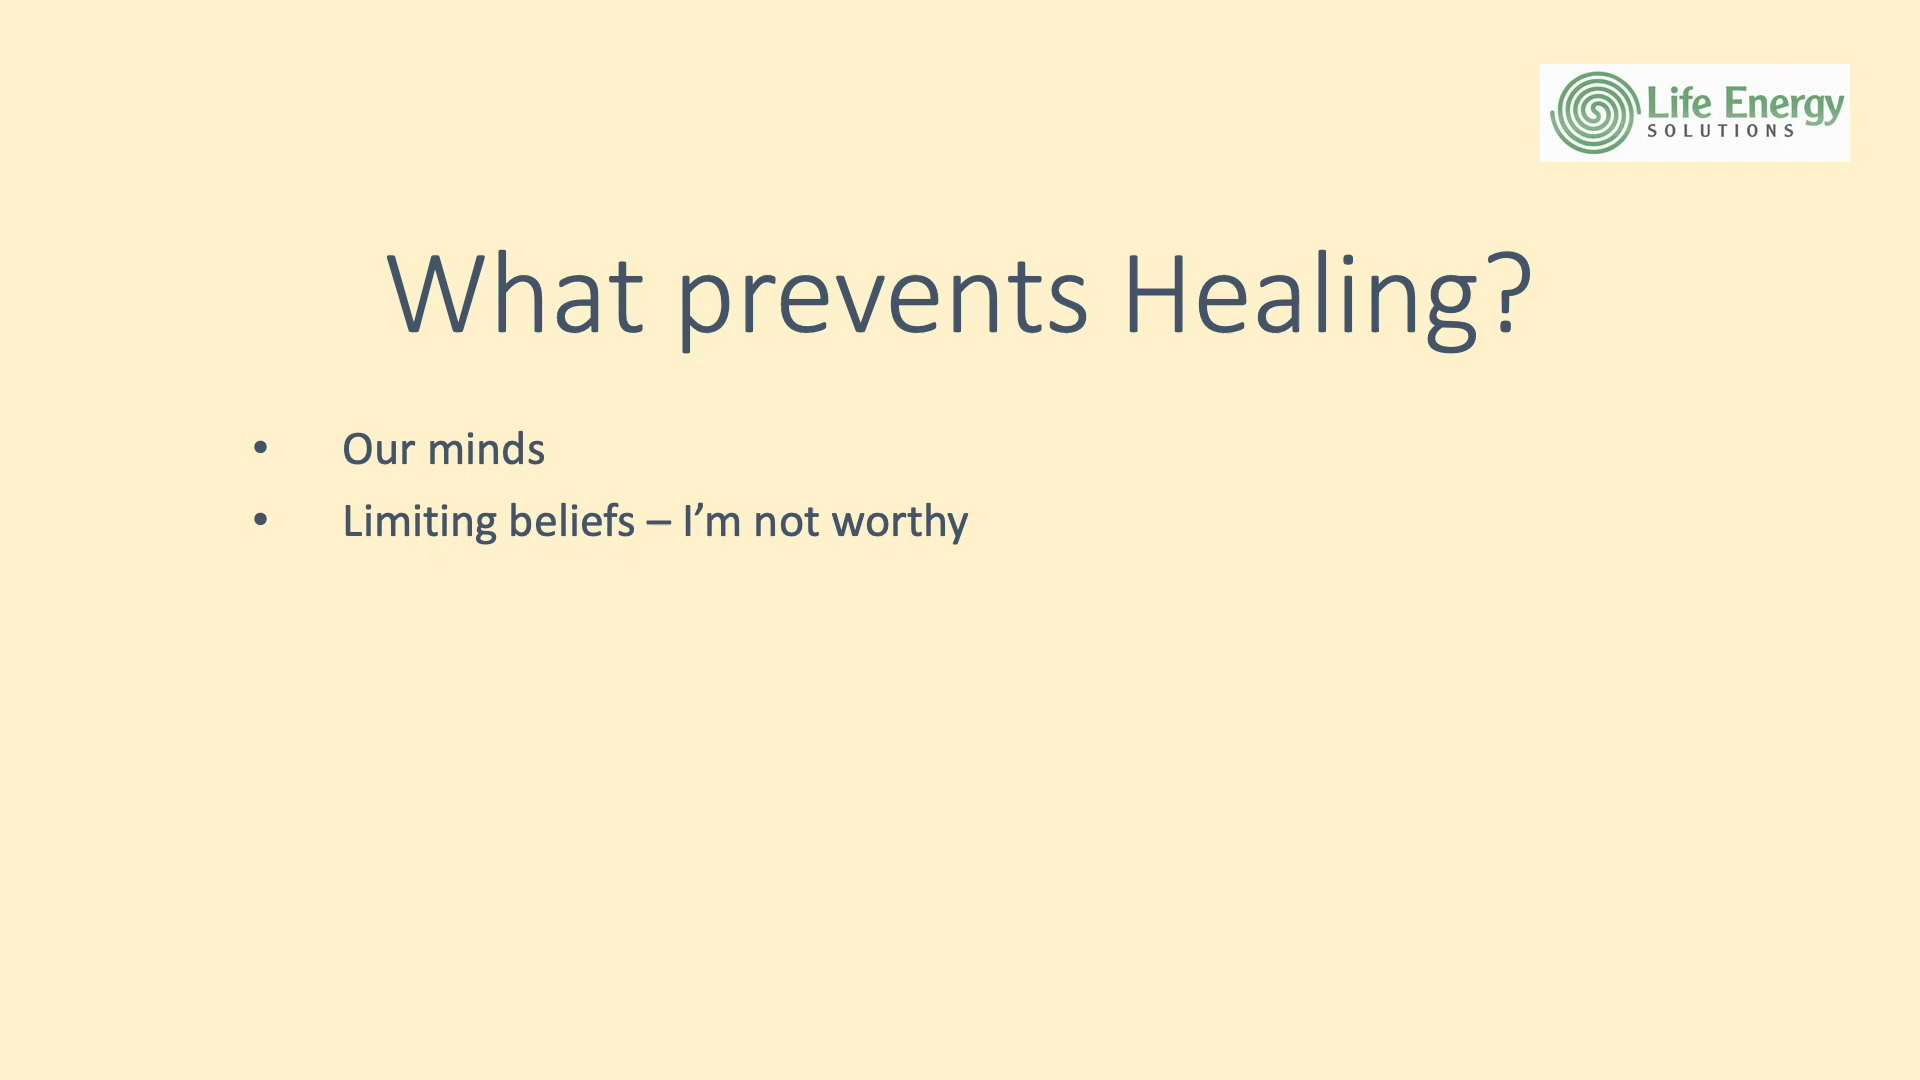 Life Energy
SOLUTIONS
What prevents Healing?
• Our minds
• Limiting beliefs – I’m not worthy